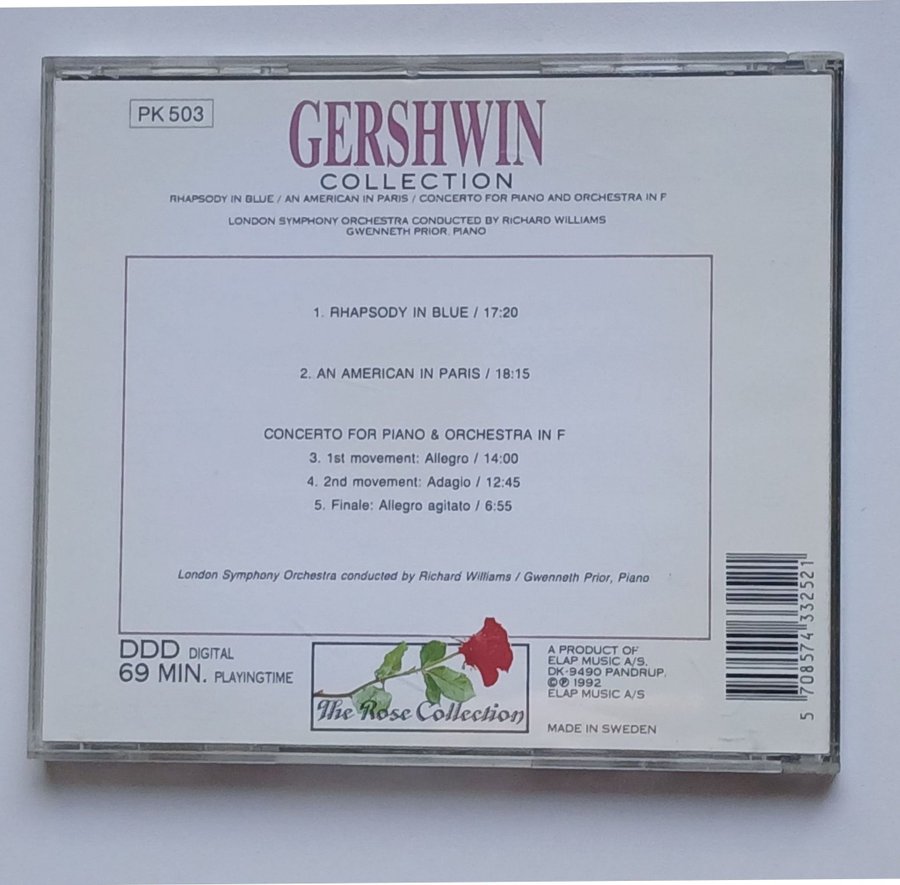 PK 503
GERSHWIN
COLLECTION
RHAPSODY IN BLUE / AN AMERICAN IN PARIS / CONCERTO FOR PIANO AND ORCHESTRA IN F
LONDON SYMPHONY ORCHESTRA CONDUCTED BY RICHARD WILLIAMS
GWENNETH PRIOR, PIANO
1. RHAPSODY IN BLUE / 17:20
2. AN AMERICAN IN PARIS / 18:15
CONCERTO FOR PIANO & ORCHESTRA IN F
3. 1st movement: Allegro / 14:00
4. 2nd movement: Adagio / 12:45
5. Finale: Allegro agitato / 6:55
London Symphony Orchestra conducted by Richard Williams / Gwenneth Prior, Piano
DDD DIGITAL
69 MIN. PLAYINGTIME
The Rose Collection
A PRODUCT OF
ELAP MUSIC A/S.
DK-9490 PANDRUP.
©℗ 1992
ELAP MUSIC A/S
MADE IN SWEDEN
5 708574 332521